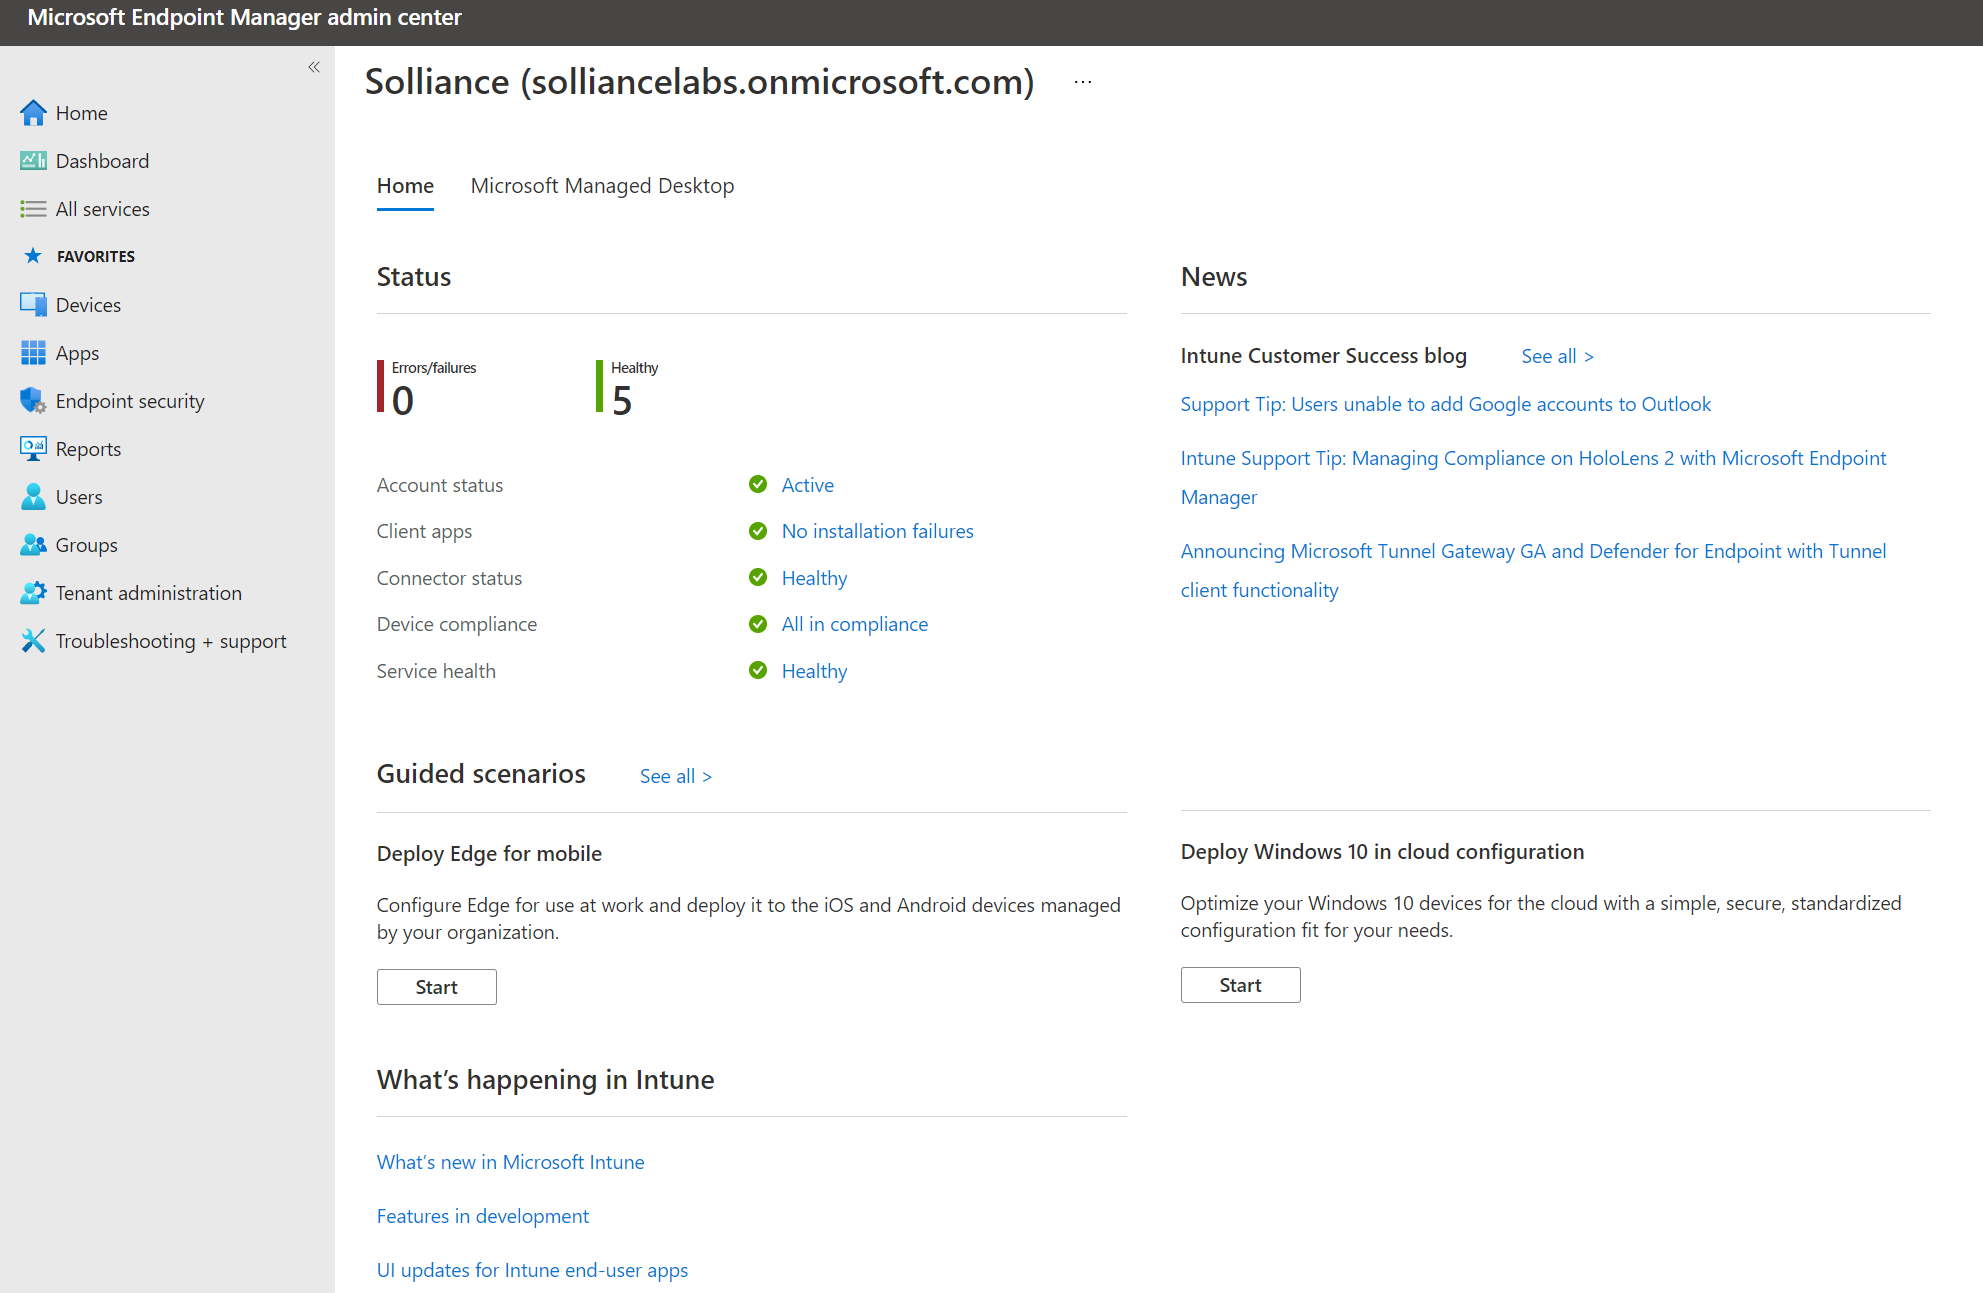 Microsoft Endpoint Manager admin center
«
Home
Dashboard
All services
FAVORITES
Devices
Apps
Endpoint security
Reports
Users
Groups
Tenant administration
Troubleshooting + support
Solliance (solliancelabs.onmicrosoft.com) ...
Home Microsoft Managed Desktop
Status
Errors/failures
0
Healthy
5
Account status Active
Client apps No installation failures
Connector status Healthy
Device compliance All in compliance
Service health Healthy
News
Intune Customer Success blog See all >
Support Tip: Users unable to add Google accounts to Outlook
Intune Support Tip: Managing Compliance on HoloLens 2 with Microsoft Endpoint
Manager
Announcing Microsoft Tunnel Gateway GA and Defender for Endpoint with Tunnel
client functionality
Guided scenarios See all >
Deploy Edge for mobile
Configure Edge for use at work and deploy it to the iOS and Android devices managed
by your organization.
Start
Deploy Windows 10 in cloud configuration
Optimize your Windows 10 devices for the cloud with a simple, secure, standardized
configuration fit for your needs.
Start
What's happening in Intune
What's new in Microsoft Intune
Features in development
UI updates for Intune end-user apps